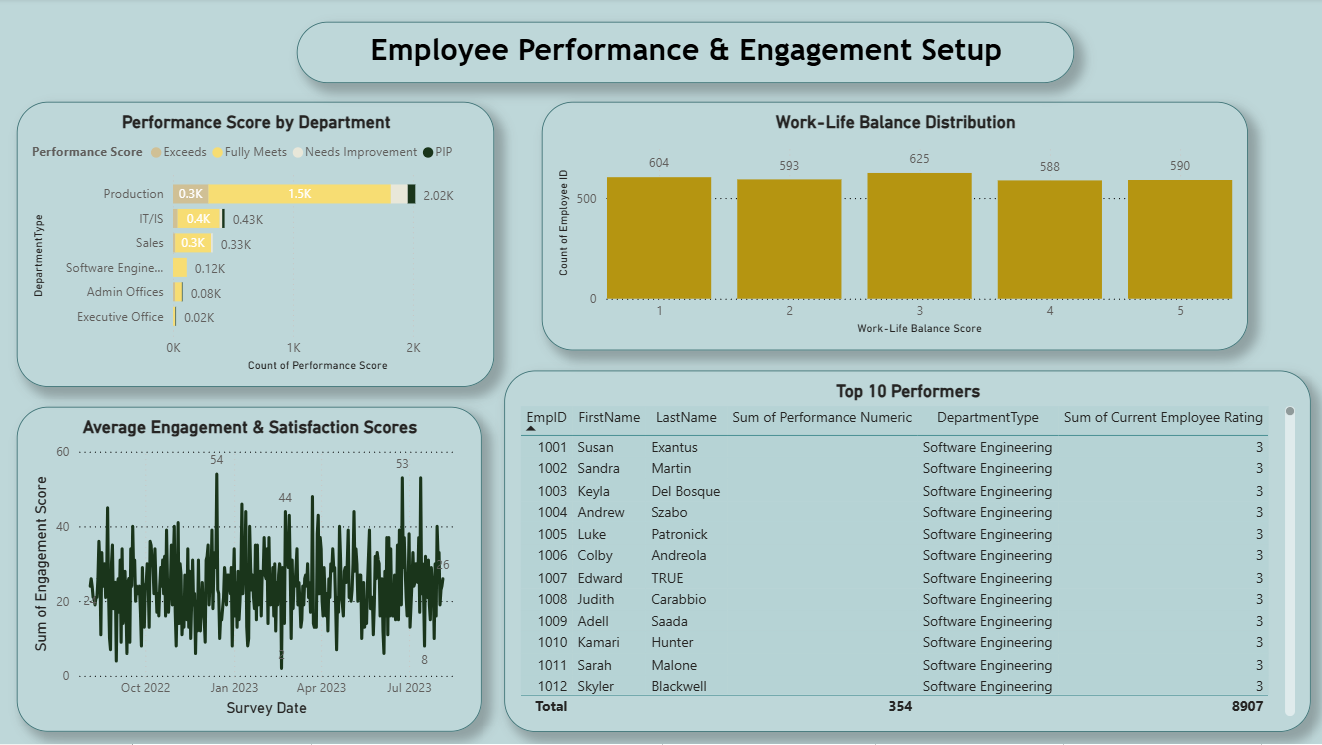 Employee Performance & Engagement Setup
Performance Score by Department
Performance Score Exceeds Fully Meets Needs Improvement PIP
DepartmentType
Production 0.3K 1.5K 2.02K
IT/IS 0.4K 0.43K
Sales 0.3K 0.33K
Software Engine... 0.12K
Admin Offices 0.08K
Executive Office 0.02K
0K 1K 2K
Count of Performance Score
Work-Life Balance Distribution
Count of Employee ID
604 593 625 588 590
500
0
1 2 3 4 5
Work-Life Balance Score
Average Engagement & Satisfaction Scores
Sum of Engagement Score
60
54 53
44
40
26
20
8
0
Oct 2022 Jan 2023 Apr 2023 Jul 2023
Survey Date
Top 10 Performers
EmpID FirstName LastName Sum of Performance Numeric DepartmentType Sum of Current Employee Rating
1001 Susan Exantus Software Engineering 3
1002 Sandra Martin Software Engineering 3
1003 Keyla Del Bosque Software Engineering 3
1004 Andrew Szabo Software Engineering 3
1005 Luke Patronick Software Engineering 3
1006 Colby Andreola Software Engineering 3
1007 Edward TRUE Software Engineering 3
1008 Judith Carabbio Software Engineering 3
1009 Adell Saada Software Engineering 3
1010 Kamari Hunter Software Engineering 3
1011 Sarah Malone Software Engineering 3
1012 Skyler Blackwell Software Engineering 3
Total 354 8907